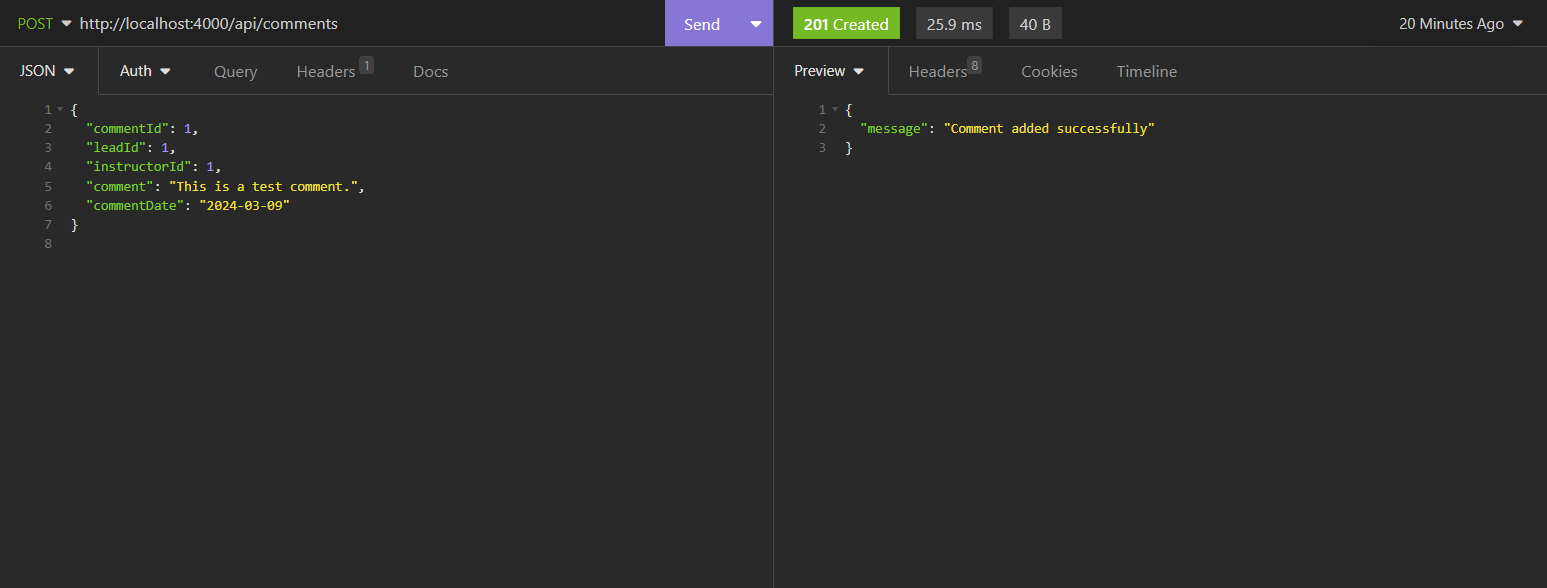 POST http://localhost:4000/api/comments Send 201 Created 25.9 ms 40 B 20 Minutes Ago
JSON Auth Query Headers 1 Docs Preview Headers 8 Cookies Timeline
1 {
2 "commentId": 1,
3 "leadId": 1,
4 "instructorId": 1,
5 "comment": "This is a test comment.",
6 "commentDate": "2024-03-09"
7 }
8
1 {
2 "message": "Comment added successfully"
3 }